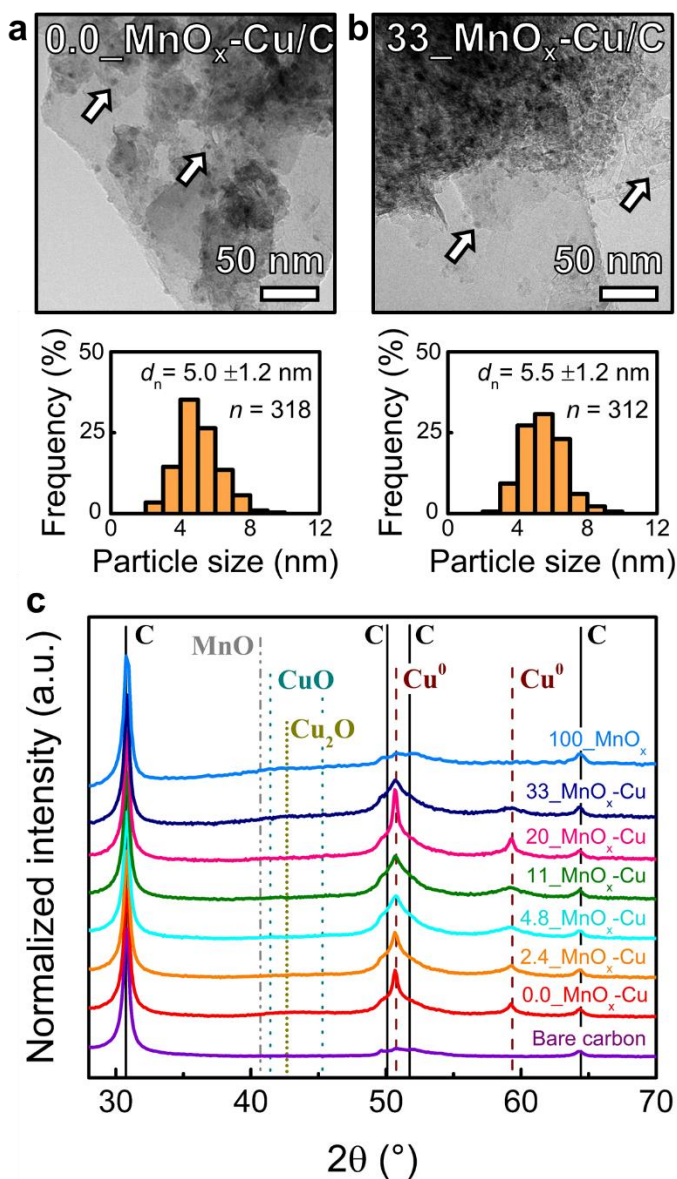 a
0.0_MnOx-Cu/C
50 nm
b
33_MnOx-Cu/C
50 nm
Frequency (%)
50
25
0
dn= 5.0 ±1.2 nm
n = 318
0 4 8 12
Particle size (nm)
Frequency (%)
50
25
0
dn= 5.5 ±1.2 nm
n = 312
0 4 8 12
Particle size (nm)
c
C
C
C
C
MnO
CuO
Cu2O
Cu0
Cu0
100_MnOx
33_MnOx-Cu
20_MnOx-Cu
11_MnOx-Cu
4.8_MnOx-Cu
2.4_MnOx-Cu
0.0_MnOx-Cu
Bare carbon
Normalized intensity (a.u.)
30 40 50 60 70
2θ (°)